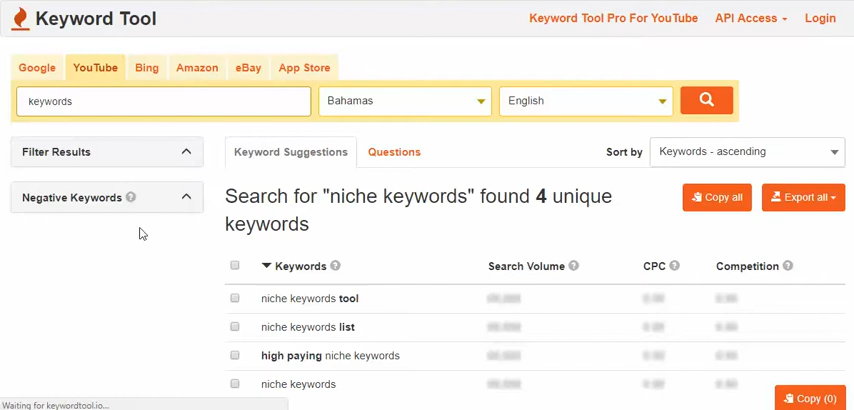 Keyword Tool
Keyword Tool Pro For YouTube API Access Login
Google YouTube Bing Amazon eBay App Store
keywords Bahamas English
Filter Results
Keyword Suggestions Questions Sort by Keywords - ascending
Negative Keywords ?
Search for "niche keywords" found 4 unique
keywords
Copy all Export all
Keywords ? Search Volume ? CPC ? Competition ?
niche keywords tool
niche keywords list
high paying niche keywords
niche keywords
Waiting for keywordtool.io...
Copy (0)